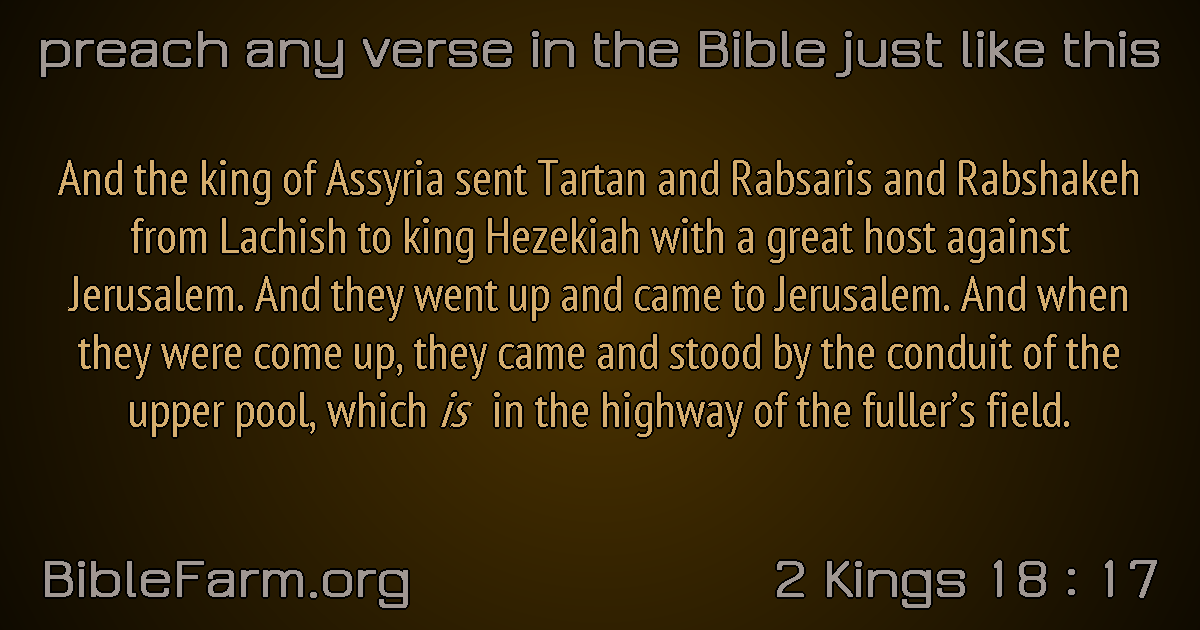 preach any verse in the Bible just like this
And the king of Assyria sent Tartan and Rabsaris and Rabshakeh
from Lachish to king Hezekiah with a great host against
Jerusalem. And they went up and came to Jerusalem. And when
they were come up, they came and stood by the conduit of the
upper pool, which is in the highway of the fuller’s field.
BibleFarm.org
2 Kings 18 : 17